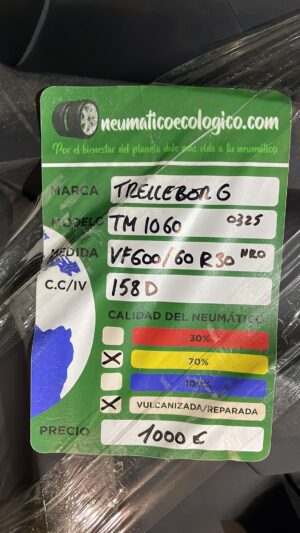 neumaticoecologico.com
Por el bienestar del planeta dale más vida a tu neumático
MARCA TRELLEBORG
MODELO TM 1060 0325
MEDIDA VF600/60 R30 NRO
C.C/IV 158D
CALIDAD DEL NEUMÁTICO
30%
X 70%
100%
X VULCANIZADA/REPARADA
PRECIO 1000 €